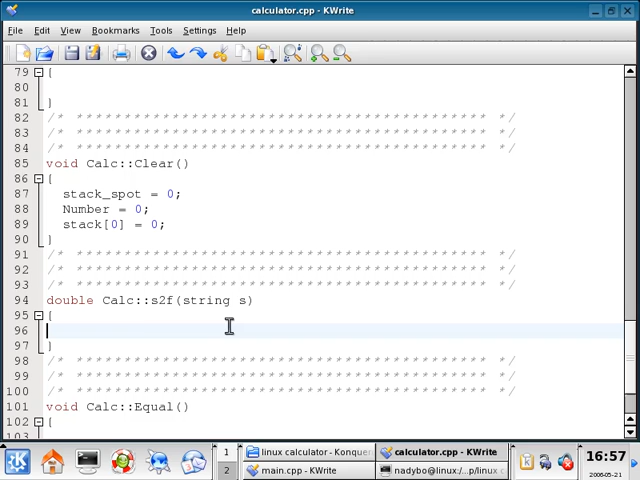 calculator.cpp - KWrite
File Edit View Bookmarks Tools Settings Help
79 {
80
81 }
82 /* ***************************************** */
83 /* ***************************************** */
84 /* ***************************************** */
85 void Calc::Clear()
86 {
87 stack_spot = 0;
88 Number = 0;
89 stack[0] = 0;
90 }
91 /* ***************************************** */
92 /* ***************************************** */
93 /* ***************************************** */
94 double Calc::s2f(string s)
95 {
96
97 }
98 /* ***************************************** */
99 /* ***************************************** */
100 /* ***************************************** */
101 void Calc::Equal()
102 {
103
1 linux calculator - Konquer calculator.cpp - KWrite
2 main.cpp - KWrite nadybo@linux:/...p/linux c
16:57
2006-05-21